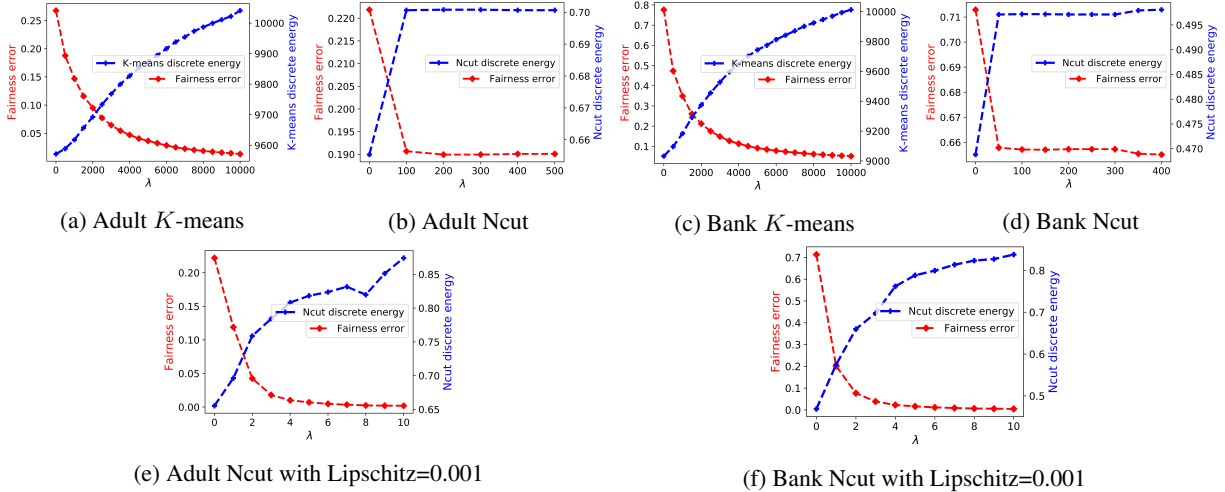 Fairness error
0.25
0.20
0.15
0.10
0.05
K-means discrete energy
Fairness error
10000
9900
9800
9700
9600
K-means discrete energy
0 2000 4000 6000 8000 10000
λ
(a) Adult K-means
Fairness error
0.220
0.215
0.210
0.205
0.200
0.195
0.190
Ncut discrete energy
Fairness error
0.70
0.69
0.68
0.67
0.66
Ncut discrete energy
0 100 200 300 400 500
λ
(b) Adult Ncut
Fairness error
0.8
0.7
0.6
0.5
0.4
0.3
0.2
0.1
K-means discrete energy
Fairness error
10000
9800
9600
9400
9200
9000
K-means discrete energy
0 2000 4000 6000 8000 10000
λ
(c) Bank K-means
Fairness error
0.71
0.70
0.69
0.68
0.67
0.66
Ncut discrete energy
Fairness error
0.495
0.490
0.485
0.480
0.475
0.470
Ncut discrete energy
0 100 200 300 400
λ
(d) Bank Ncut
Fairness error
0.20
0.15
0.10
0.05
0.00
Ncut discrete energy
Fairness error
0.85
0.80
0.75
0.70
0.65
Ncut discrete energy
0 2 4 6 8 10
λ
(e) Adult Ncut with Lipschitz=0.001
Fairness error
0.7
0.6
0.5
0.4
0.3
0.2
0.1
0.0
Ncut discrete energy
Fairness error
0.8
0.7
0.6
0.5
Ncut discrete energy
0 2 4 6 8 10
λ
(f) Bank Ncut with Lipschitz=0.001